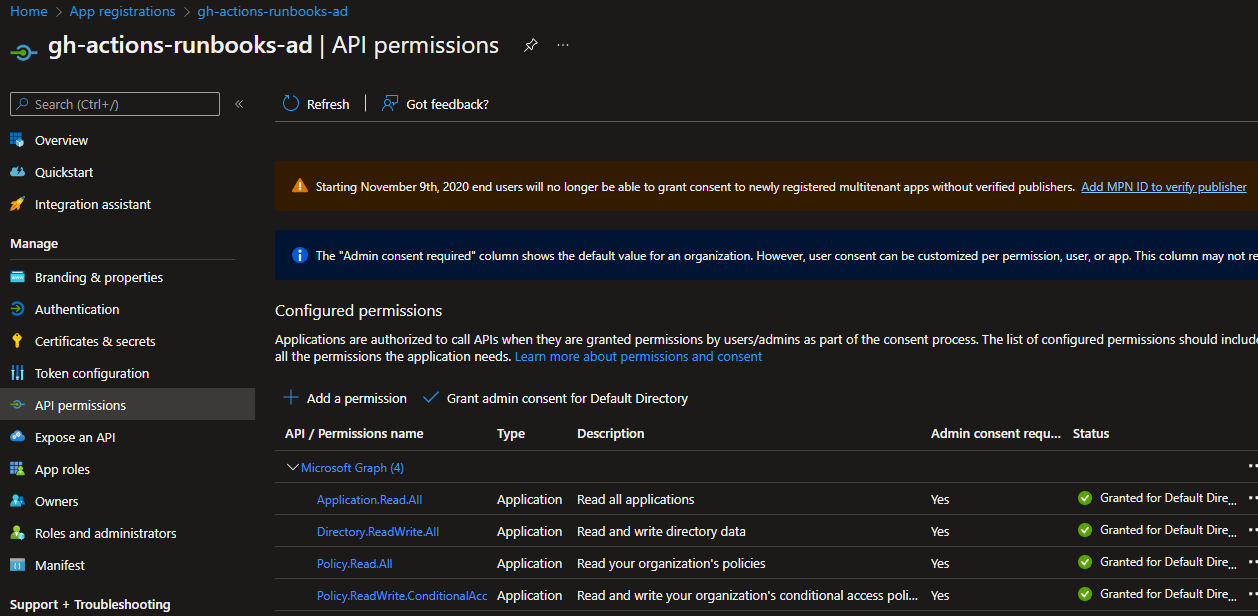 Home > App registrations > gh-actions-runbooks-ad
gh-actions-runbooks-ad | API permissions
Search (Ctrl+/)
Refresh
Got feedback?
Overview
Quickstart
Integration assistant
Manage
Branding & properties
Authentication
Certificates & secrets
Token configuration
API permissions
Expose an API
App roles
Owners
Roles and administrators
Manifest
Support + Troubleshooting
Starting November 9th, 2020 end users will no longer be able to grant consent to newly registered multitenant apps without verified publishers. Add MPN ID to verify publisher
The "Admin consent required" column shows the default value for an organization. However, user consent can be customized per permission, user, or app. This column may not re
Configured permissions
Applications are authorized to call APIs when they are granted permissions by users/admins as part of the consent process. The list of configured permissions should include
all the permissions the application needs. Learn more about permissions and consent
Add a permission Grant admin consent for Default Directory
API / Permissions name Type Description Admin consent requ... Status
Microsoft Graph (4)
Application.Read.All Application Read all applications Yes Granted for Default Dire...
Directory.ReadWrite.All Application Read and write directory data Yes Granted for Default Dire...
Policy.Read.All Application Read your organization's policies Yes Granted for Default Dire...
Policy.ReadWrite.ConditionalAcc Application Read and write your organization's conditional access poli... Yes Granted for Default Dire...